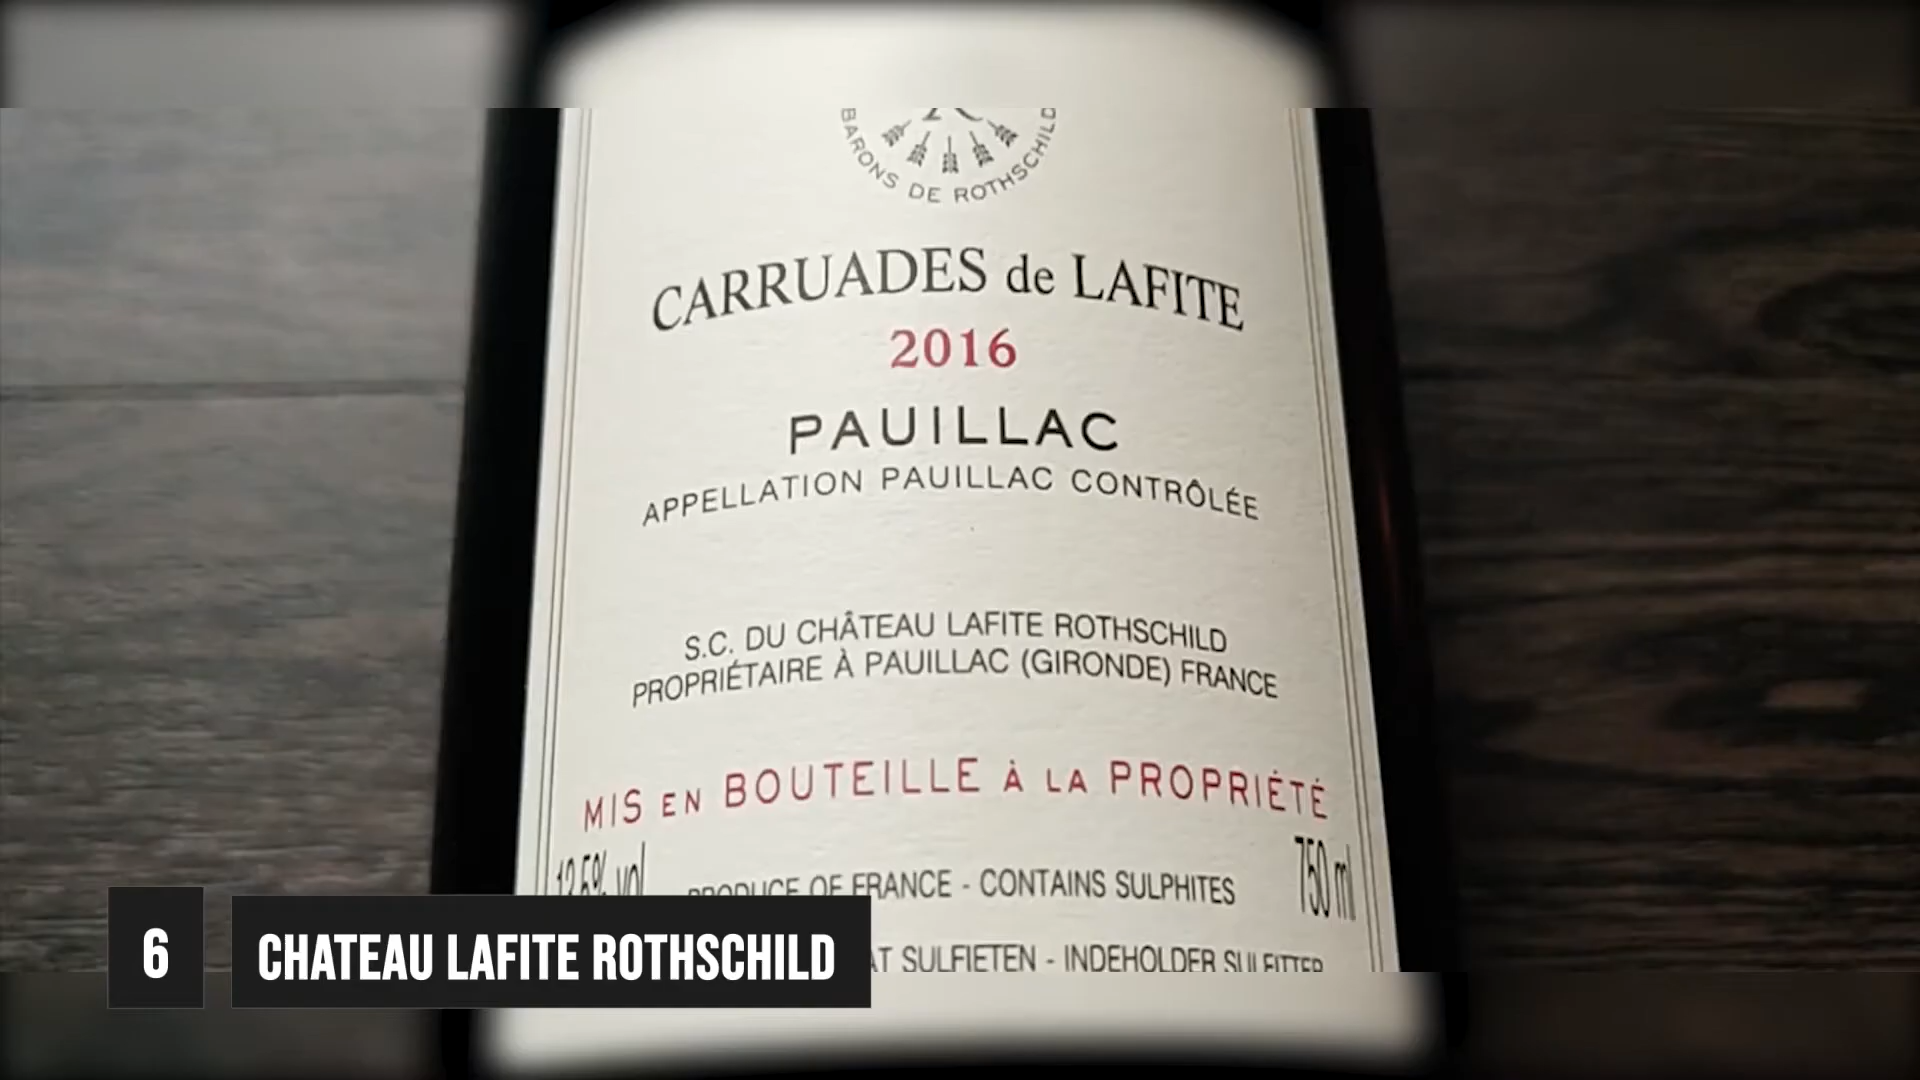 BARONS DE ROTHSCHILD
CARRUADES de LAFITE
2016
PAUILLAC
APPELLATION PAUILLAC CONTRÔLÉE
S.C. DU CHÂTEAU LAFITE ROTHSCHILD
PROPRIÉTAIRE À PAUILLAC (GIRONDE) FRANCE
MIS EN BOUTEILLE À LA PROPRIÉTÉ
PRODUCE OF FRANCE - CONTAINS SULPHITES
750 ml
SULFIETEN - INDEHOLDER SULFITTER
6
CHATEAU LAFITE ROTHSCHILD